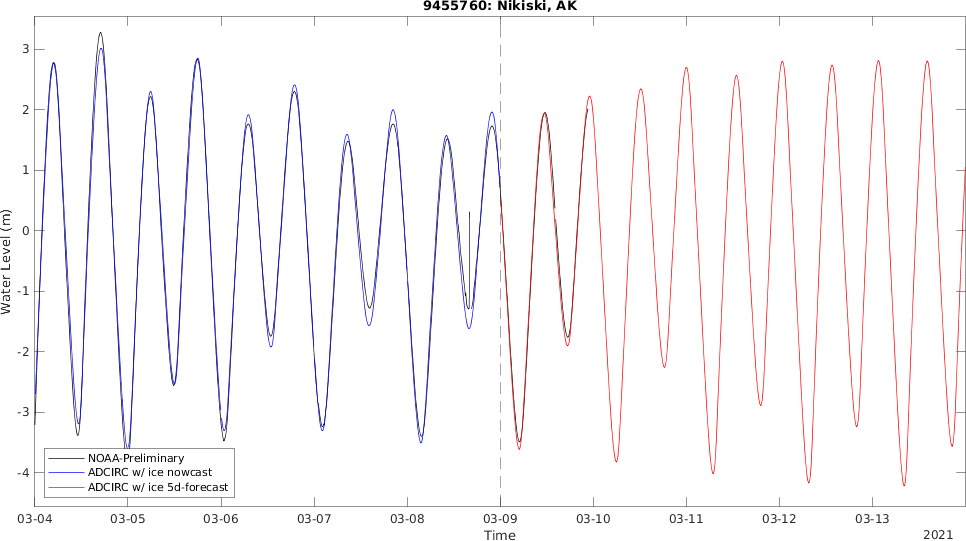 9455760: Nikiski, AK
Water Level (m)
3
2
1
0
-1
-2
-3
-4
NOAA-Preliminary
ADCIRC w/ ice nowcast
ADCIRC w/ ice 5d-forecast
03-04 03-05 03-06 03-07 03-08 03-09 03-10 03-11 03-12 03-13
Time
2021